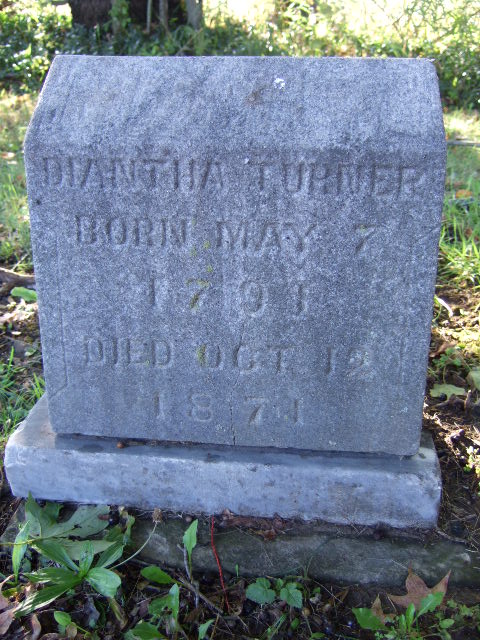 DIANTHA TURNER
BORN MAY 7
1791
DIED OCT 12
1871